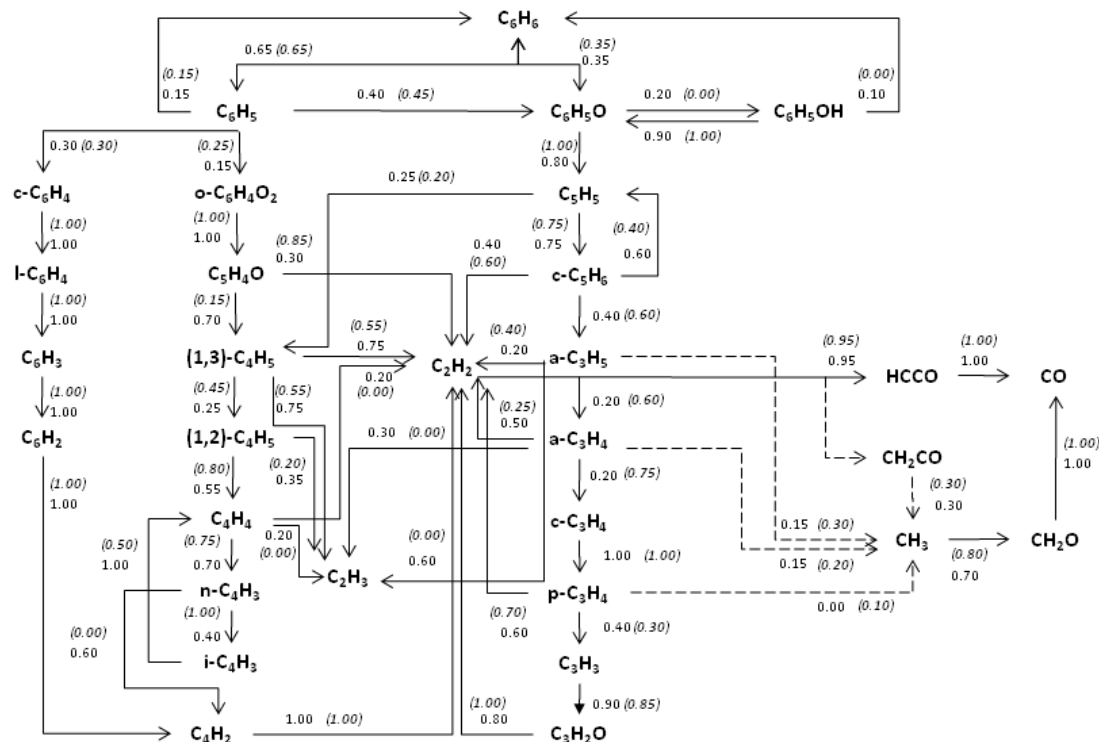 C₆H₆
0.65 (0.65)
(0.35)
0.35
(0.15)
0.15
(0.00)
0.10
C₆H₅
0.40 (0.45)
C₆H₅O
0.20 (0.00)
0.90 (1.00)
C₆H₅OH
0.30 (0.30)
(0.25)
0.15
(1.00)
0.80
c-C₆H₄
o-C₆H₄O₂
0.25 (0.20)
C₅H₅
(1.00)
1.00
(1.00)
1.00
(0.75)
0.75
(0.40)
0.60
l-C₆H₄
C₅H₄O
(0.85)
0.30
0.40
(0.60)
c-C₅H₆
(1.00)
1.00
(0.15)
0.70
0.40 (0.60)
C₆H₃
(1,3)-C₄H₅
(0.55)
0.75
C₂H₂
(0.40)
0.20
a-C₃H₅
(0.95)
0.95
HCCO
(1.00)
1.00
CO
(1.00)
1.00
(0.45)
0.25
(0.55)
0.75
0.20
(0.00)
0.20 (0.60)
C₆H₂
(1,2)-C₄H₅
0.30 (0.00)
(0.25)
0.50
a-C₃H₄
CH₂CO
(1.00)
1.00
(0.80)
0.55
(0.20)
0.35
0.20 (0.75)
(0.30)
0.30
(1.00)
1.00
C₄H₄
0.20
(0.00)
c-C₃H₄
0.15 (0.30)
0.15 (0.20)
CH₃
(0.80)
0.70
CH₂O
(0.50)
1.00
(0.75)
0.70
C₂H₃
(0.00)
0.60
1.00 (1.00)
n-C₄H₃
p-C₃H₄
0.00 (0.10)
(0.00)
0.60
(1.00)
0.40
(0.70)
0.60
0.40 (0.30)
i-C₄H₃
C₃H₃
0.90 (0.85)
C₄H₂
1.00 (1.00)
(1.00)
0.80
C₃H₂O